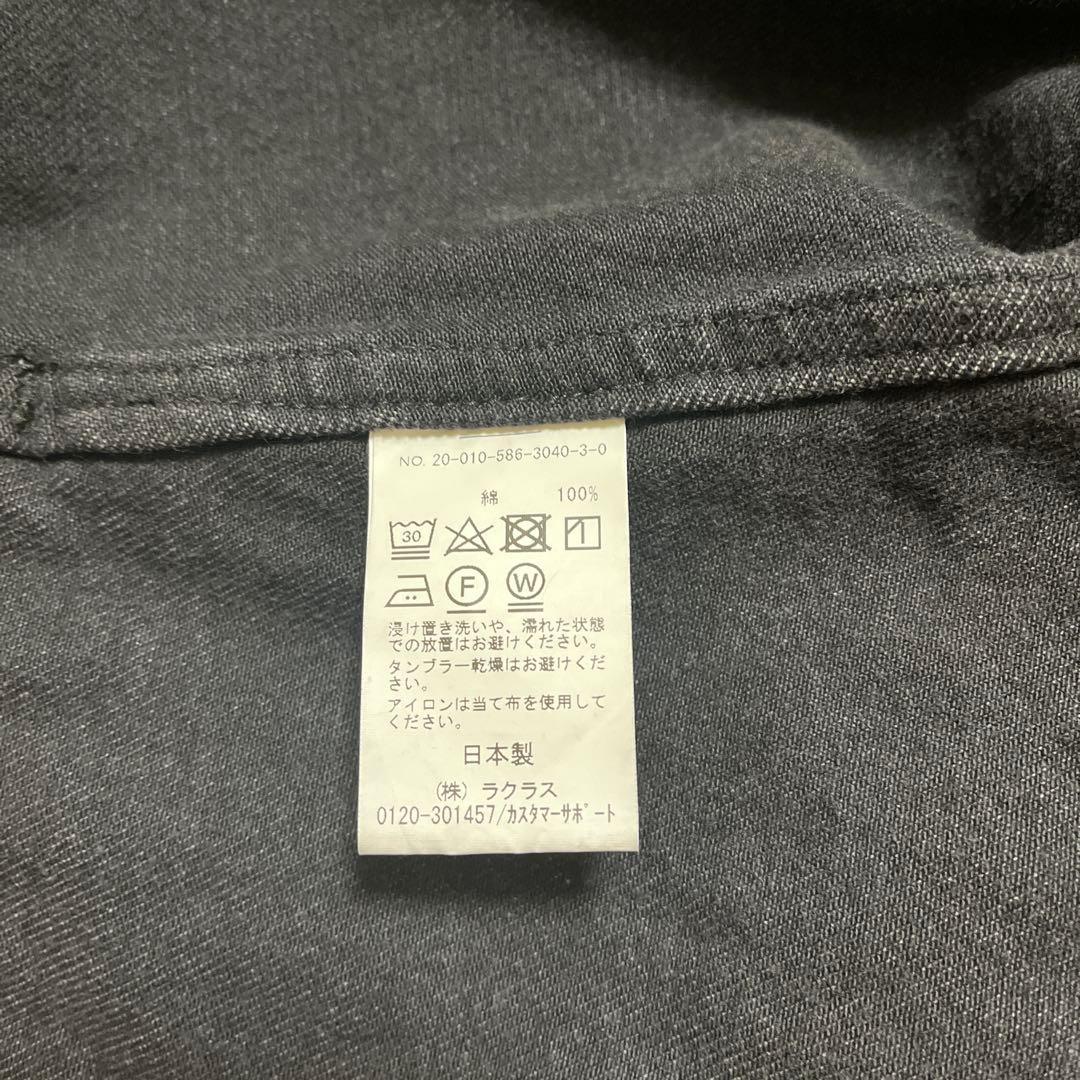 NO. 20-010-586-3040-3-0
綿 100%
30
F W
浸け置き洗いや、濡れた状態
での放置はお避けください。
タンブラー乾燥はお避けくだ
さい。
アイロンは当て布を使用して
ください。
日本製
(株) ラクラス
0120-301457/ｶｽﾀﾏｰｻﾎﾟｰﾄ